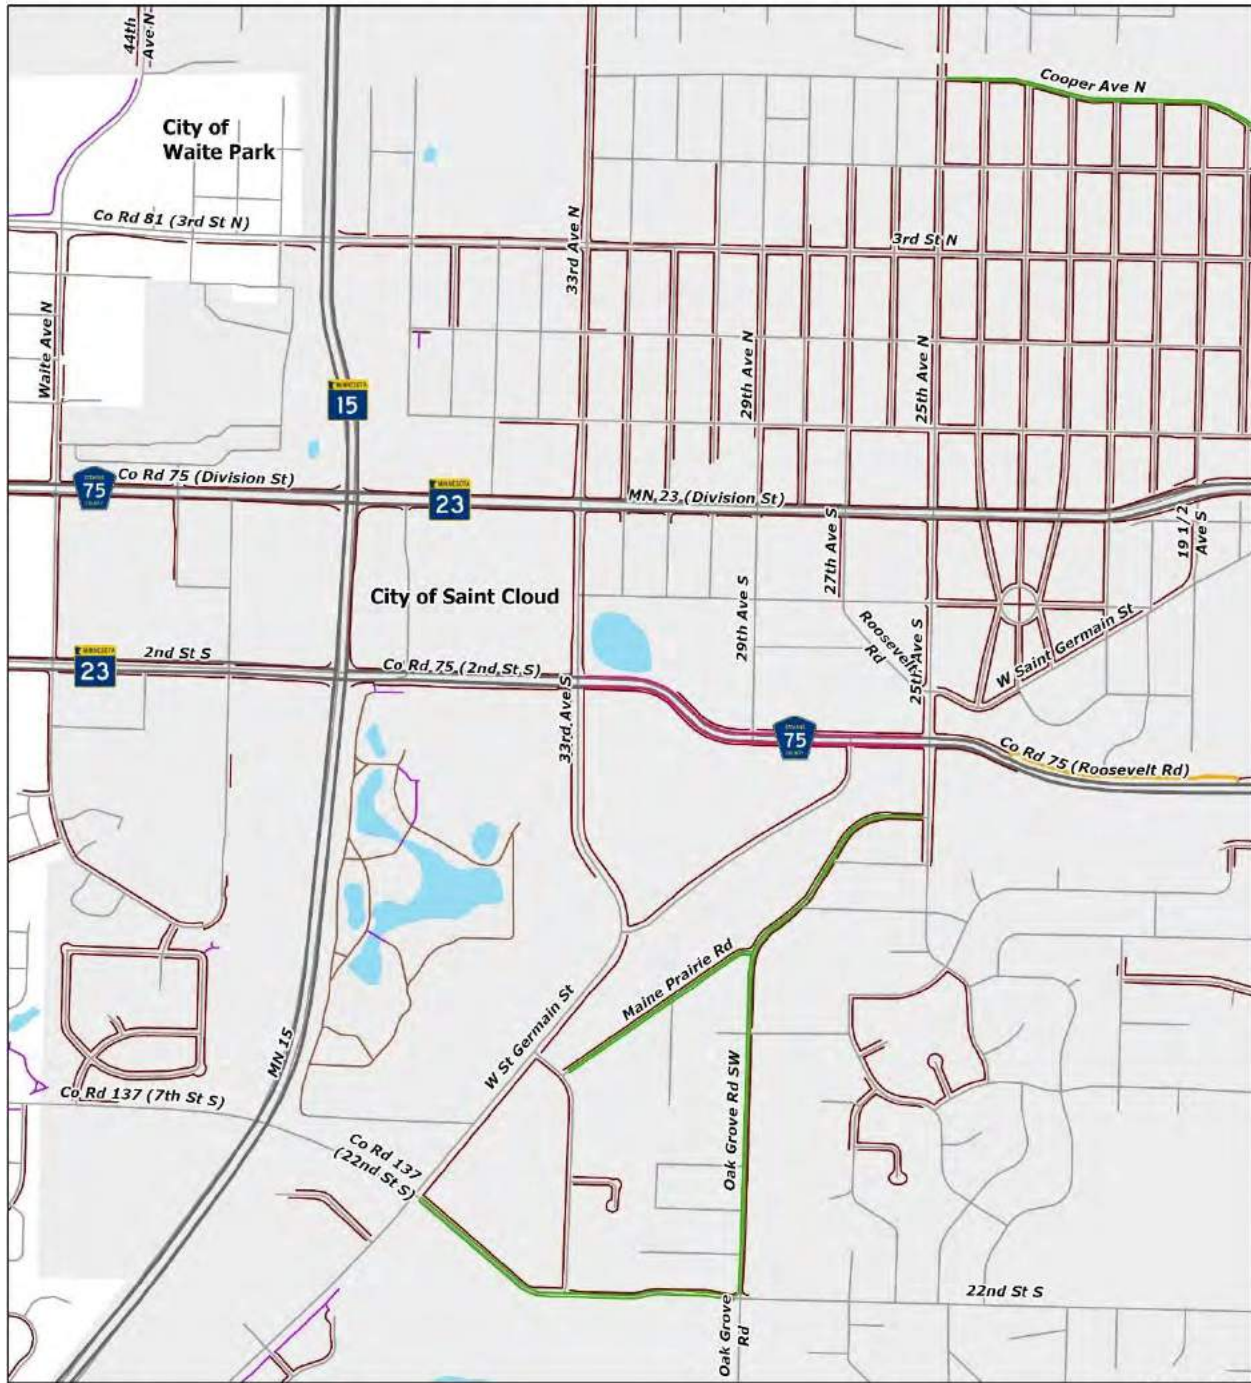 44th
Ave N
Cooper Ave N
City of
Waite Park
Co Rd 81 (3rd St N)
33rd Ave N
3rd St N
Waite Ave N
29th Ave N
25th Ave N
MINNESOTA
15
Co Rd 75 (Division St)
75
MINNESOTA
23
MN 23 (Division St)
27th Ave S
19 1/2
Ave S
City of Saint Cloud
29th Ave S
Roosevelt
Rd
25th Ave S
W Saint Germain St
MINNESOTA
23
2nd St S
Co Rd 75 (2nd St S)
33rd Ave S
75
Co Rd 75 (Roosevelt Rd)
Maine Prairie Rd
W St Germain St
MN 15
Oak Grove Rd SW
Co Rd 137 (7th St S)
Co Rd 137
(22nd St S)
22nd St S
Oak Grove
Rd